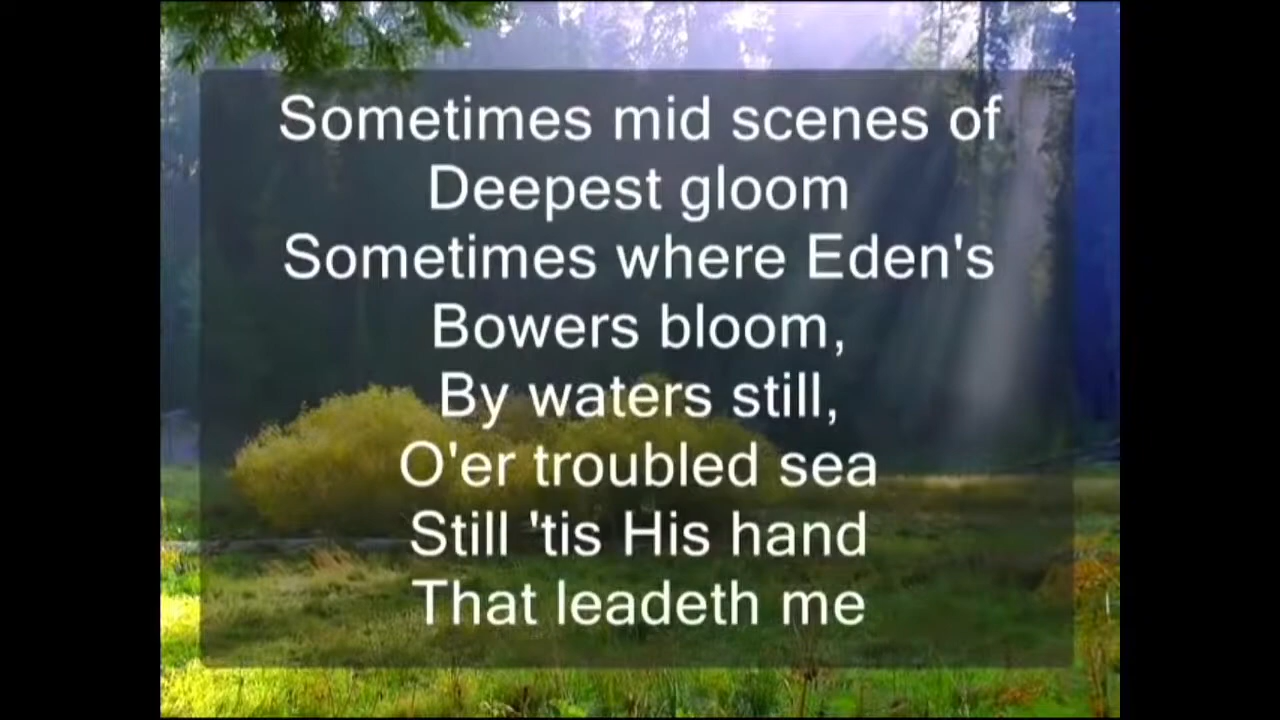 Sometimes mid scenes of
Deepest gloom
Sometimes where Eden's
Bowers bloom,
By waters still,
O'er troubled sea
Still 'tis His hand
That leadeth me